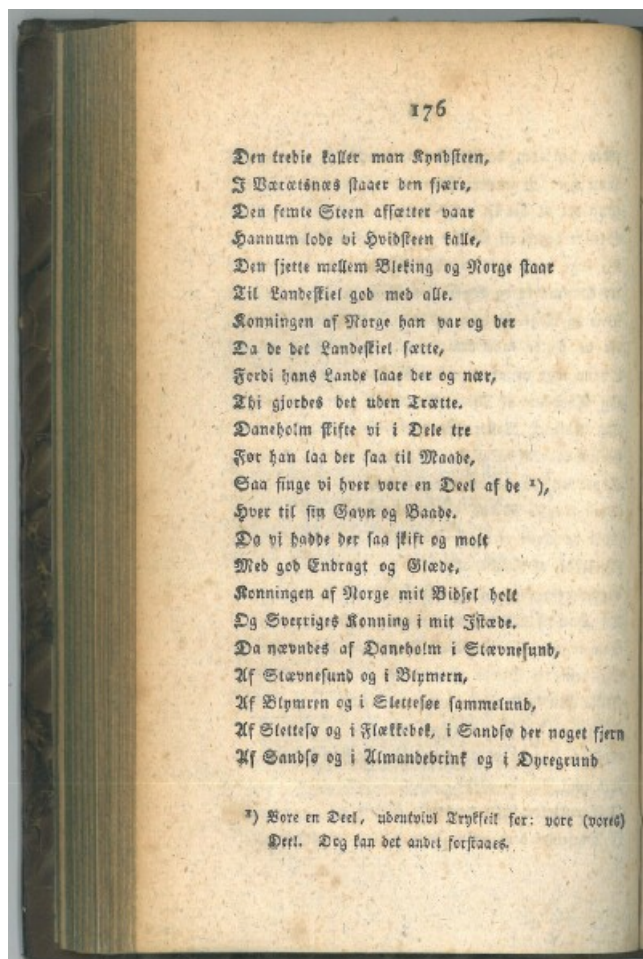 176
Den tredie kaller man Kyndsteen,
I Væcætsnæs staaer den fjære,
Den femte Steen affætter vaar
Hannum lode vi Hvidsteen kalle,
Den sjette mellem Bleking og Norge staar
Til Landeskiel god med alle.
Konningen af Norge han var og der
Da de det Landeskiel sætte,
Fordi hans Lande laae der og nær,
Thi gjordes det uden Trætte.
Daneholm skifte vi i Dele tre
Før han laa der saa til Maade,
Saa finge vi hver vore en Deel af de ¹),
Hver til sin Gavn og Baade.
Da vi hadde der saa skift og molt
Med god Endragt og Glæde,
Konningen af Norge mit Bidsel holt
Og Sverriges Konning i mit Istæde.
Da nævndes af Daneholm i Stævnesund,
Af Stævnesund og i Blymern,
Af Blymren og i Slettesøe sammelund,
Af Slettesø og i Flækkebek, i Sandsø der noget fjern
Af Sandsø og i Almandebrink og i Dyregrund
¹) Vore en Deel, udentvivl Trykfeil for: vore (vores)
Deel. Dog kan det andet forstaaes.